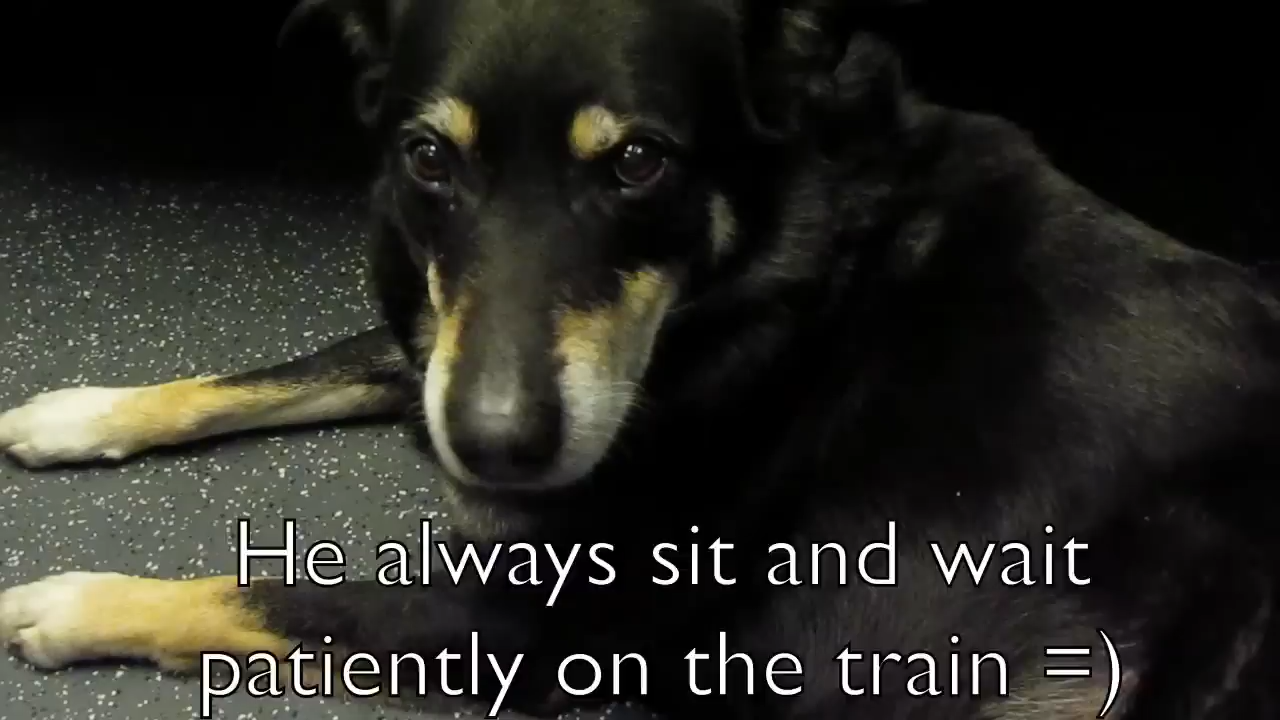 He always sit and wait
patiently on the train =)